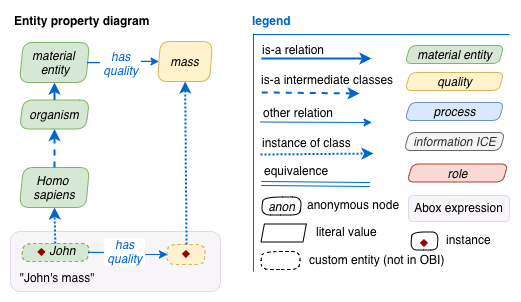 Entity property diagram
material
entity
has
quality
mass
organism
Homo
sapiens
John
has
quality
"John's mass"
legend
is-a relation
material entity
is-a intermediate classes
quality
other relation
process
instance of class
information ICE
equivalence
role
anon
anonymous node
Abox expression
literal value
instance
custom entity (not in OBI)